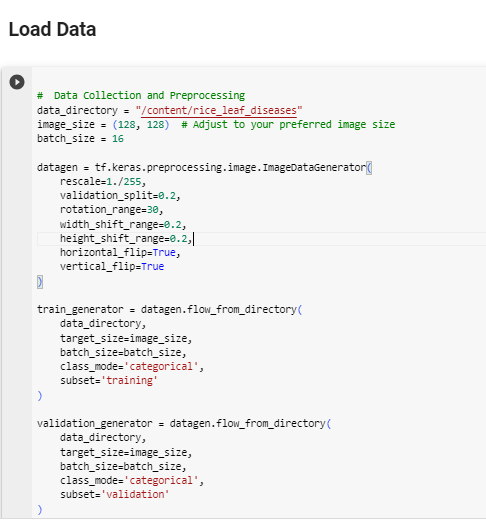 Load Data
#  Data Collection and Preprocessing
data_directory = "/content/rice_leaf_diseases"
image_size = (128, 128)  # Adjust to your preferred image size
batch_size = 16
datagen = tf.keras.preprocessing.image.ImageDataGenerator(
    rescale=1./255,
    validation_split=0.2,
    rotation_range=30,
    width_shift_range=0.2,
    height_shift_range=0.2,
    horizontal_flip=True,
    vertical_flip=True
)
train_generator = datagen.flow_from_directory(
    data_directory,
    target_size=image_size,
    batch_size=batch_size,
    class_mode='categorical',
    subset='training'
)
validation_generator = datagen.flow_from_directory(
    data_directory,
    target_size=image_size,
    batch_size=batch_size,
    class_mode='categorical',
    subset='validation'
)